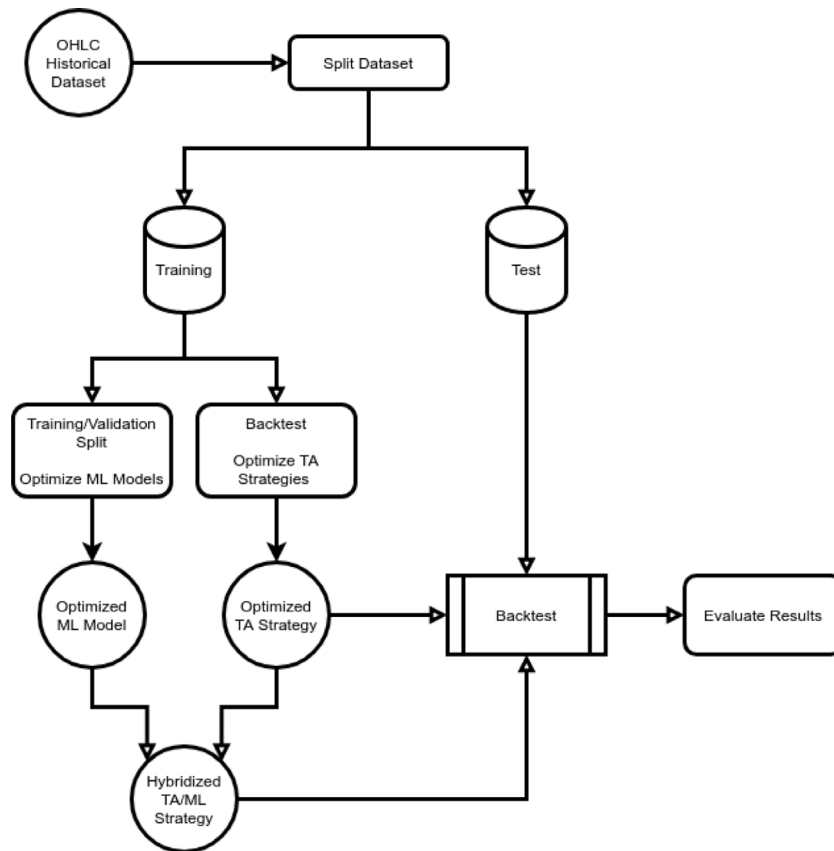 OHLC
Historical
Dataset
Split Dataset
Training
Test
Training/Validation
Split
Optimize ML Models
Backtest
Optimize TA
Strategies
Optimized
ML Model
Optimized
TA Strategy
Backtest
Evaluate Results
Hybridized
TA/ML
Strategy